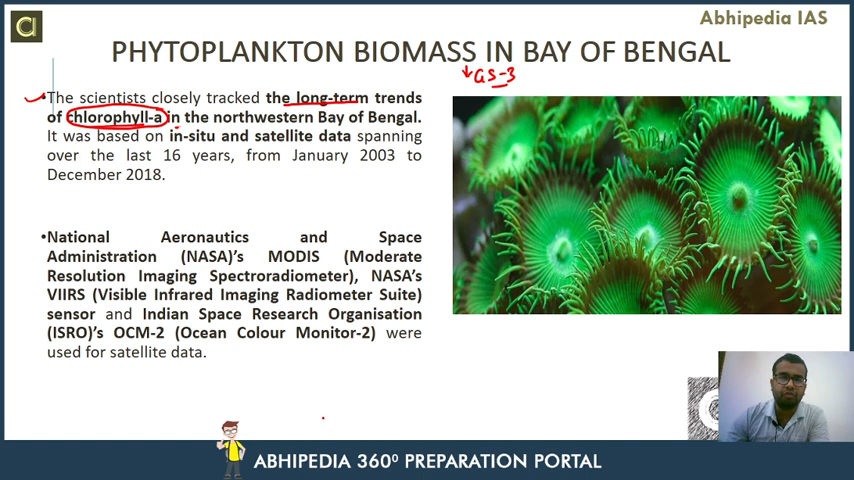 Abhipedia IAS
a
PHYTOPLANKTON BIOMASS IN BAY OF BENGAL
↓ GS-3
•The scientists closely tracked the long-term trends
of chlorophyll-a in the northwestern Bay of Bengal.
It was based on in-situ and satellite data spanning
over the last 16 years, from January 2003 to
December 2018.
•National Aeronautics and Space
Administration (NASA)’s MODIS (Moderate
Resolution Imaging Spectroradiometer), NASA’s
VIIRS (Visible Infrared Imaging Radiometer Suite)
sensor and Indian Space Research Organisation
(ISRO)’s OCM-2 (Ocean Colour Monitor-2) were
used for satellite data.
ABHIPEDIA 360⁰ PREPARATION PORTAL